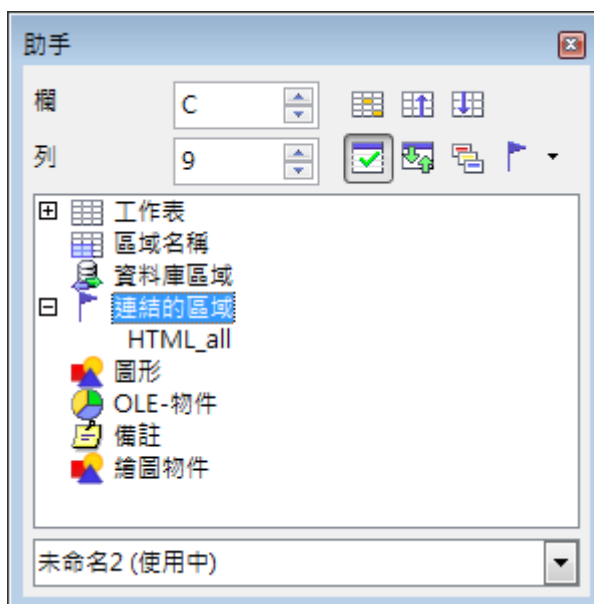 助手
欄 C
列 9
工作表
區域名稱
資料庫區域
連結的區域
HTML_all
圖形
OLE-物件
備註
繪圖物件
未命名2 (使用中)